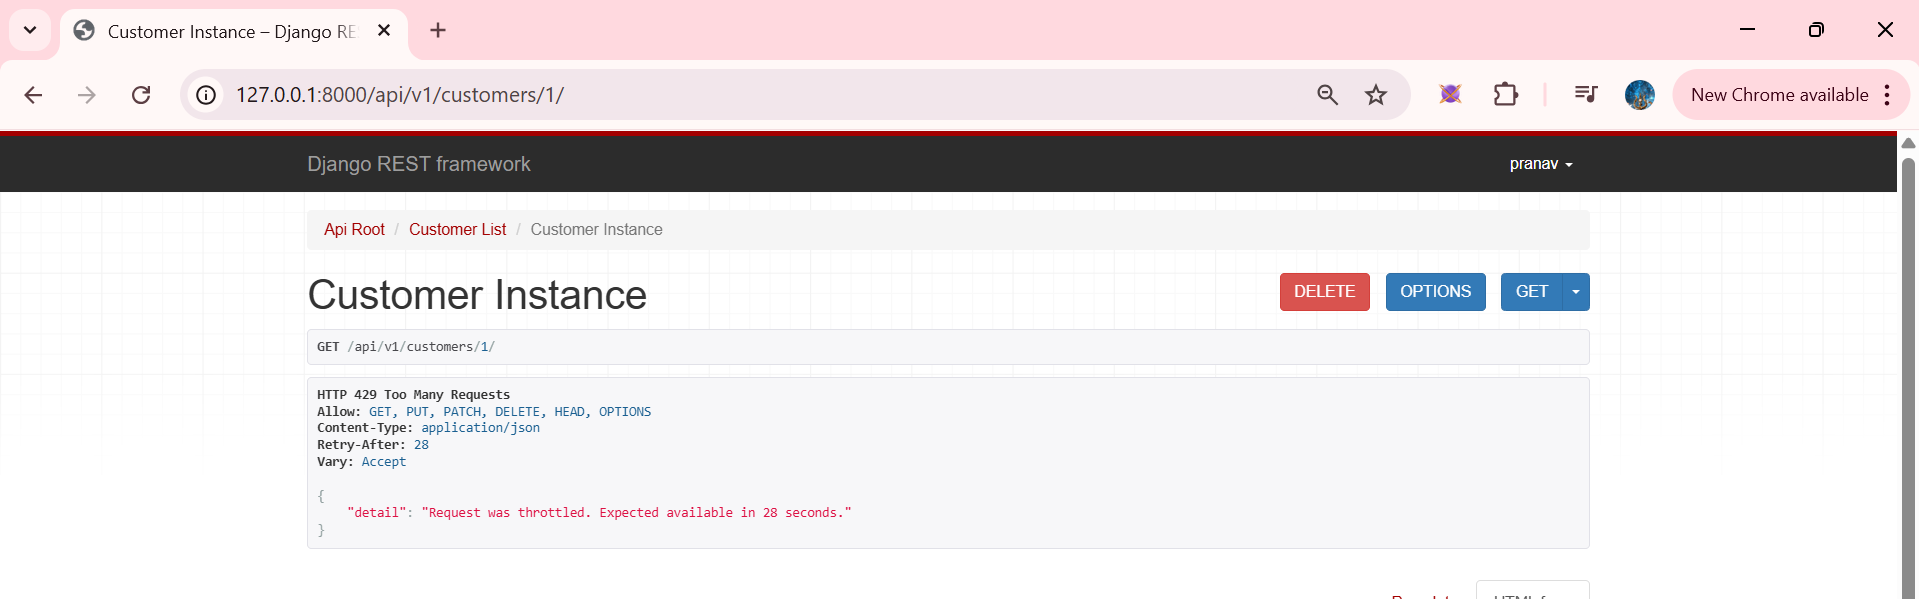 Customer Instance – Django RE
127.0.0.1:8000/api/v1/customers/1/
New Chrome available
Django REST framework
pranav
Api Root / Customer List / Customer Instance
Customer Instance
DELETE
OPTIONS
GET
GET /api/v1/customers/1/
HTTP 429 Too Many Requests
Allow: GET, PUT, PATCH, DELETE, HEAD, OPTIONS
Content-Type: application/json
Retry-After: 28
Vary: Accept
{
"detail": "Request was throttled. Expected available in 28 seconds."
}